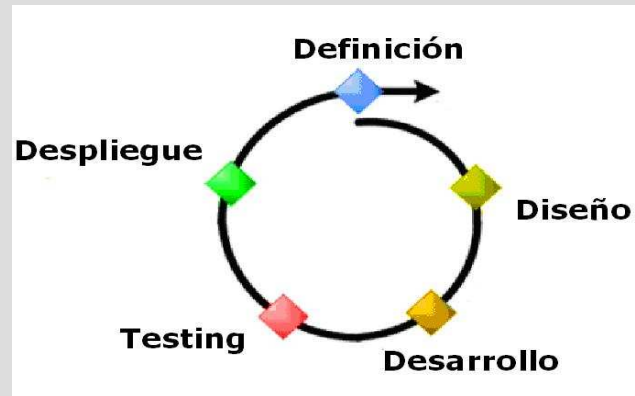 Definición
Diseño
Desarrollo
Testing
Despliegue